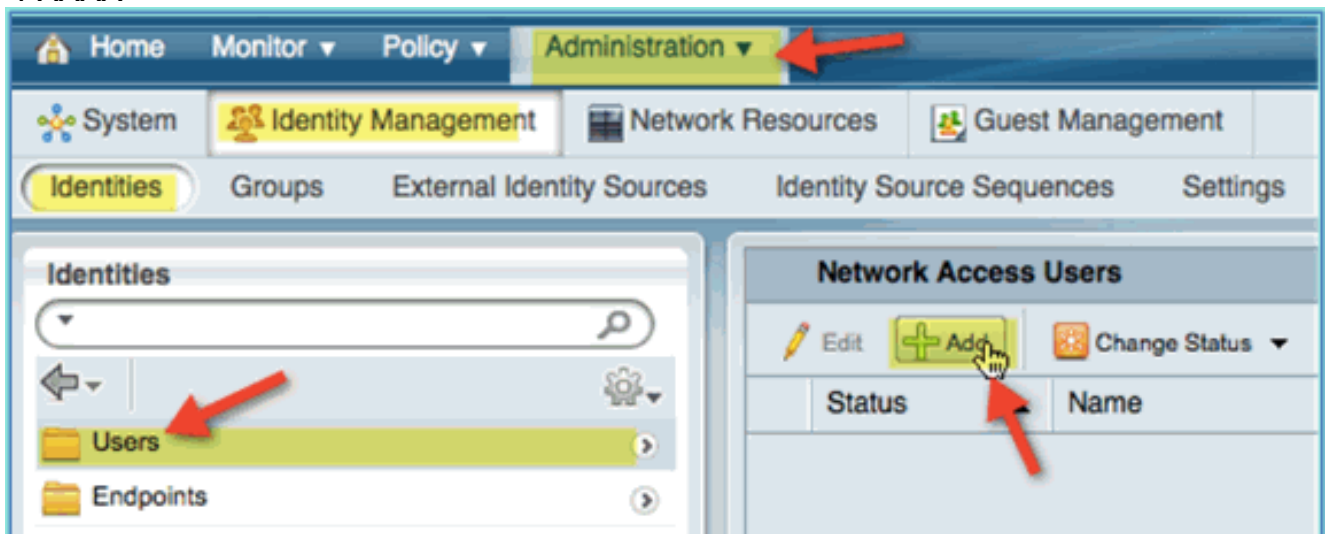 Home Monitor Policy Administration
System Identity Management Network Resources Guest Management
Identities Groups External Identity Sources Identity Source Sequences Settings
Identities
Users
Endpoints
Network Access Users
Edit Add Change Status
Status Name